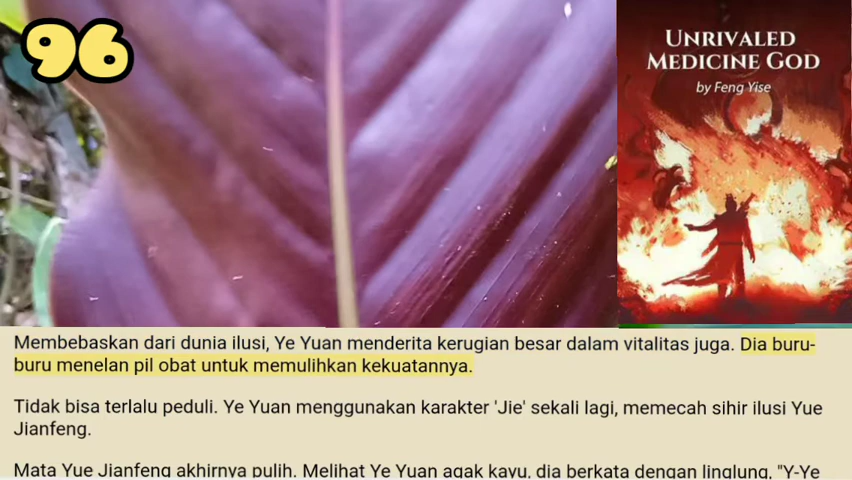 96
UNRIVALED
MEDICINE GOD
by Feng Yise
Membebaskan dari dunia ilusi, Ye Yuan menderita kerugian besar dalam vitalitas juga. Dia buru-
buru menelan pil obat untuk memulihkan kekuatannya.
Tidak bisa terlalu peduli. Ye Yuan menggunakan karakter 'Jie' sekali lagi, memecah sihir ilusi Yue
Jianfeng.
Mata Yue Jianfeng akhirnya pulih. Melihat Ye Yuan agak kayu, dia berkata dengan linglung, "Y-Ye